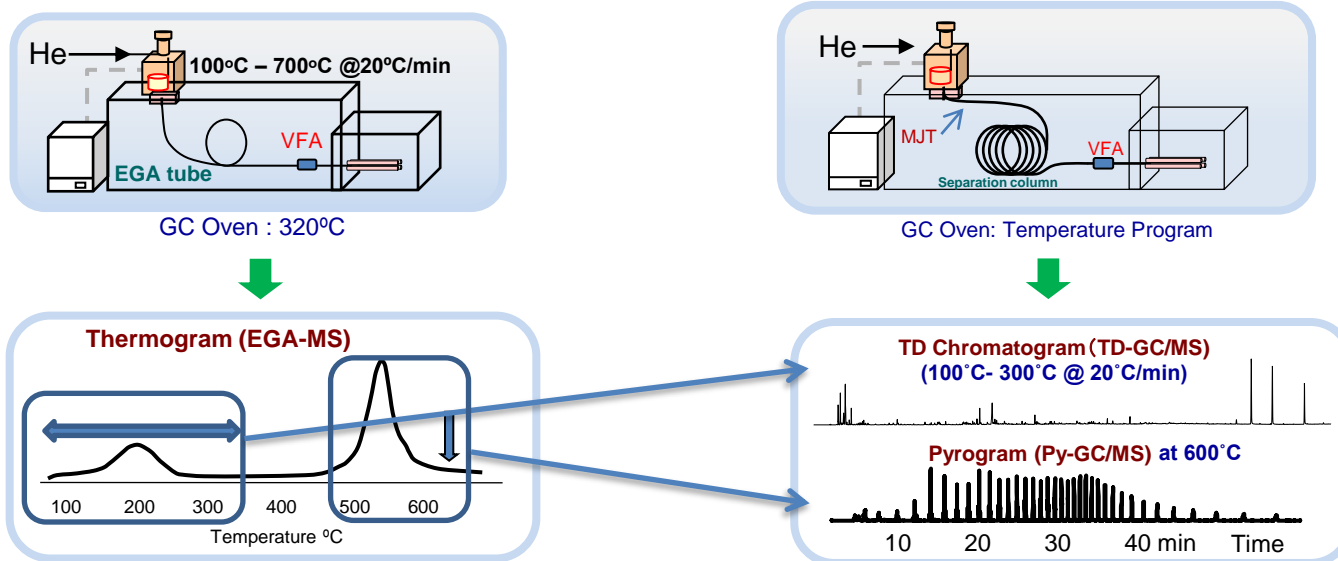 He
100ºC – 700ºC @20ºC/min
VFA
EGA tube
GC Oven : 320ºC
He
MJT
VFA
Separation column
GC Oven: Temperature Program
Thermogram (EGA-MS)
100 200 300 400 500 600
Temperature ºC
TD Chromatogram（TD-GC/MS)
(100˚C- 300˚C @ 20˚C/min)
Pyrogram (Py-GC/MS) at 600˚C
10 20 30 40 min Time